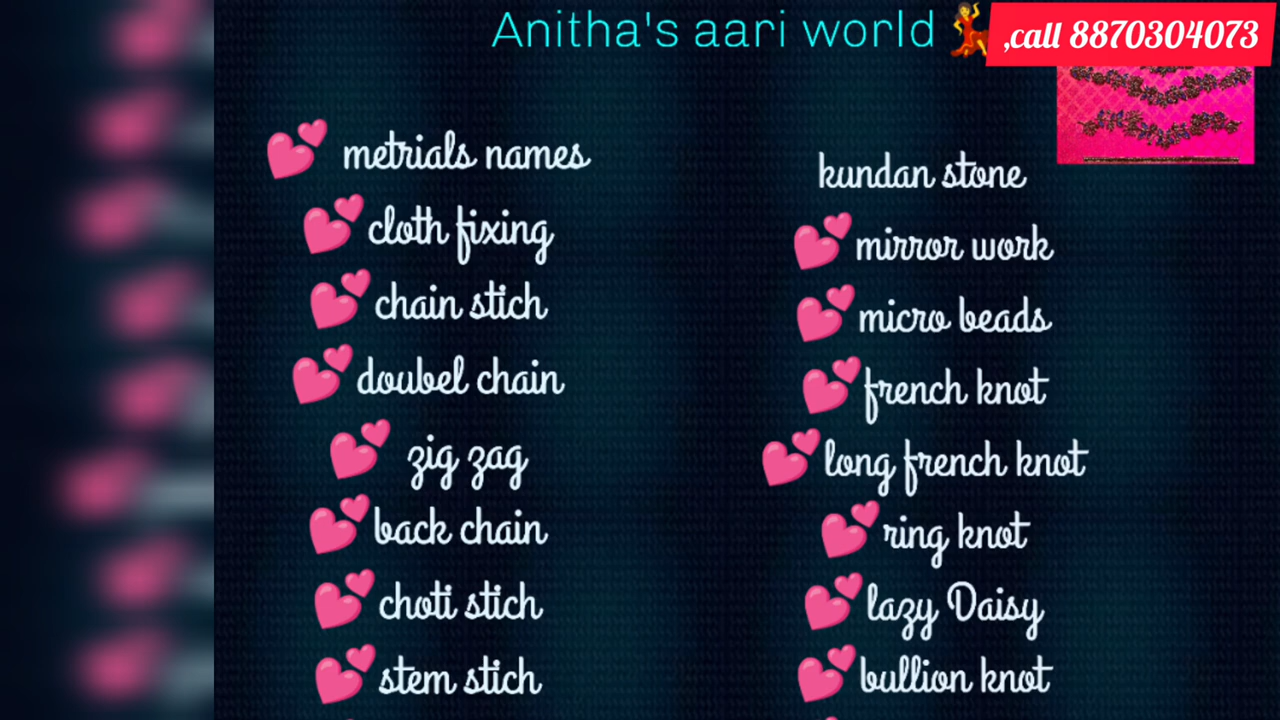 Anitha's aari world 💃
,call 8870304073
💕 metrials names
💕 cloth fixing
💕 chain stich
💕 doubel chain
💕 zig zag
💕 back chain
💕 choti stich
💕 stem stich
kundan stone
💕 mirror work
💕 micro beads
💕 french knot
💕 long french knot
💕 ring knot
💕 lazy Daisy
💕 bullion knot